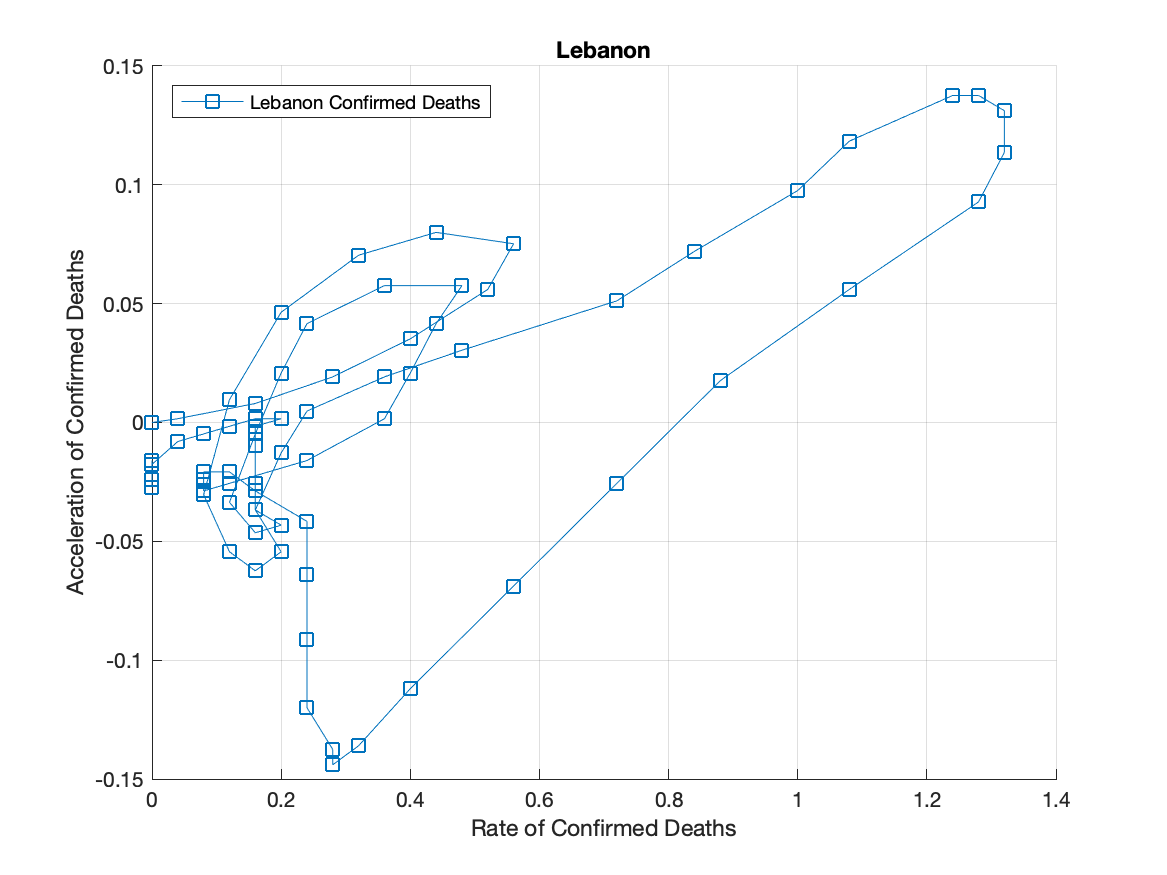 Lebanon
Lebanon Confirmed Deaths
Acceleration of Confirmed Deaths
0.15
0.1
0.05
0
-0.05
-0.1
-0.15
0 0.2 0.4 0.6 0.8 1 1.2 1.4
Rate of Confirmed Deaths